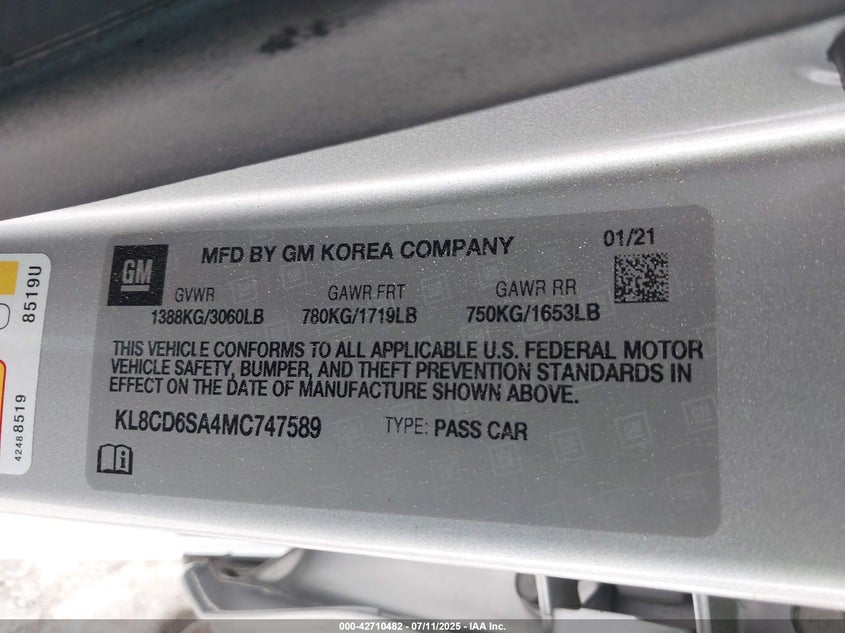 GM
MFD BY GM KOREA COMPANY
01/21
GVWR GAWR FRT GAWR RR
1388KG/3060LB 780KG/1719LB 750KG/1653LB
THIS VEHICLE CONFORMS TO ALL APPLICABLE U.S. FEDERAL MOTOR
VEHICLE SAFETY, BUMPER, AND THEFT PREVENTION STANDARDS IN
EFFECT ON THE DATE OF MANUFACTURE SHOWN ABOVE.
KL8CD6SA4MC747589 TYPE: PASS CAR
8519U
4248 8519
000-42710482 - 07/11/2025 - IAA Inc.